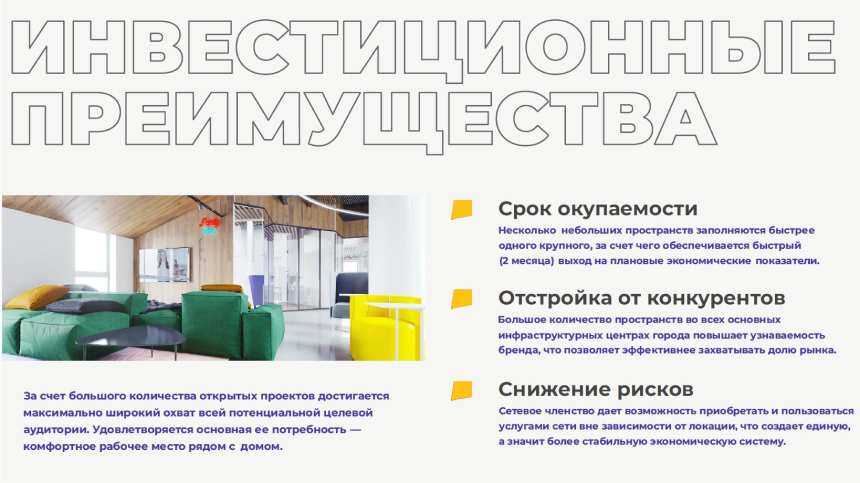 ИНВЕСТИЦИОННЫЕ
ПРЕИМУЩЕСТВА
За счет большого количества открытых проектов достигается
максимально широкий охват всей потенциальной целевой
аудитории. Удовлетворяется основная ее потребность —
комфортное рабочее место рядом с домом.
Срок окупаемости
Несколько небольших пространств заполняются быстрее
одного крупного, за счет чего обеспечивается быстрый
(2 месяца) выход на плановые экономические показатели.
Отстройка от конкурентов
Большое количество пространств во всех основных
инфраструктурных центрах города повышает узнаваемость
бренда, что позволяет эффективнее захватывать долю рынка.
Снижение рисков
Сетевое членство дает возможность приобретать и пользоваться
услугами сети вне зависимости от локации, что создает единую,
а значит более стабильную экономическую систему.